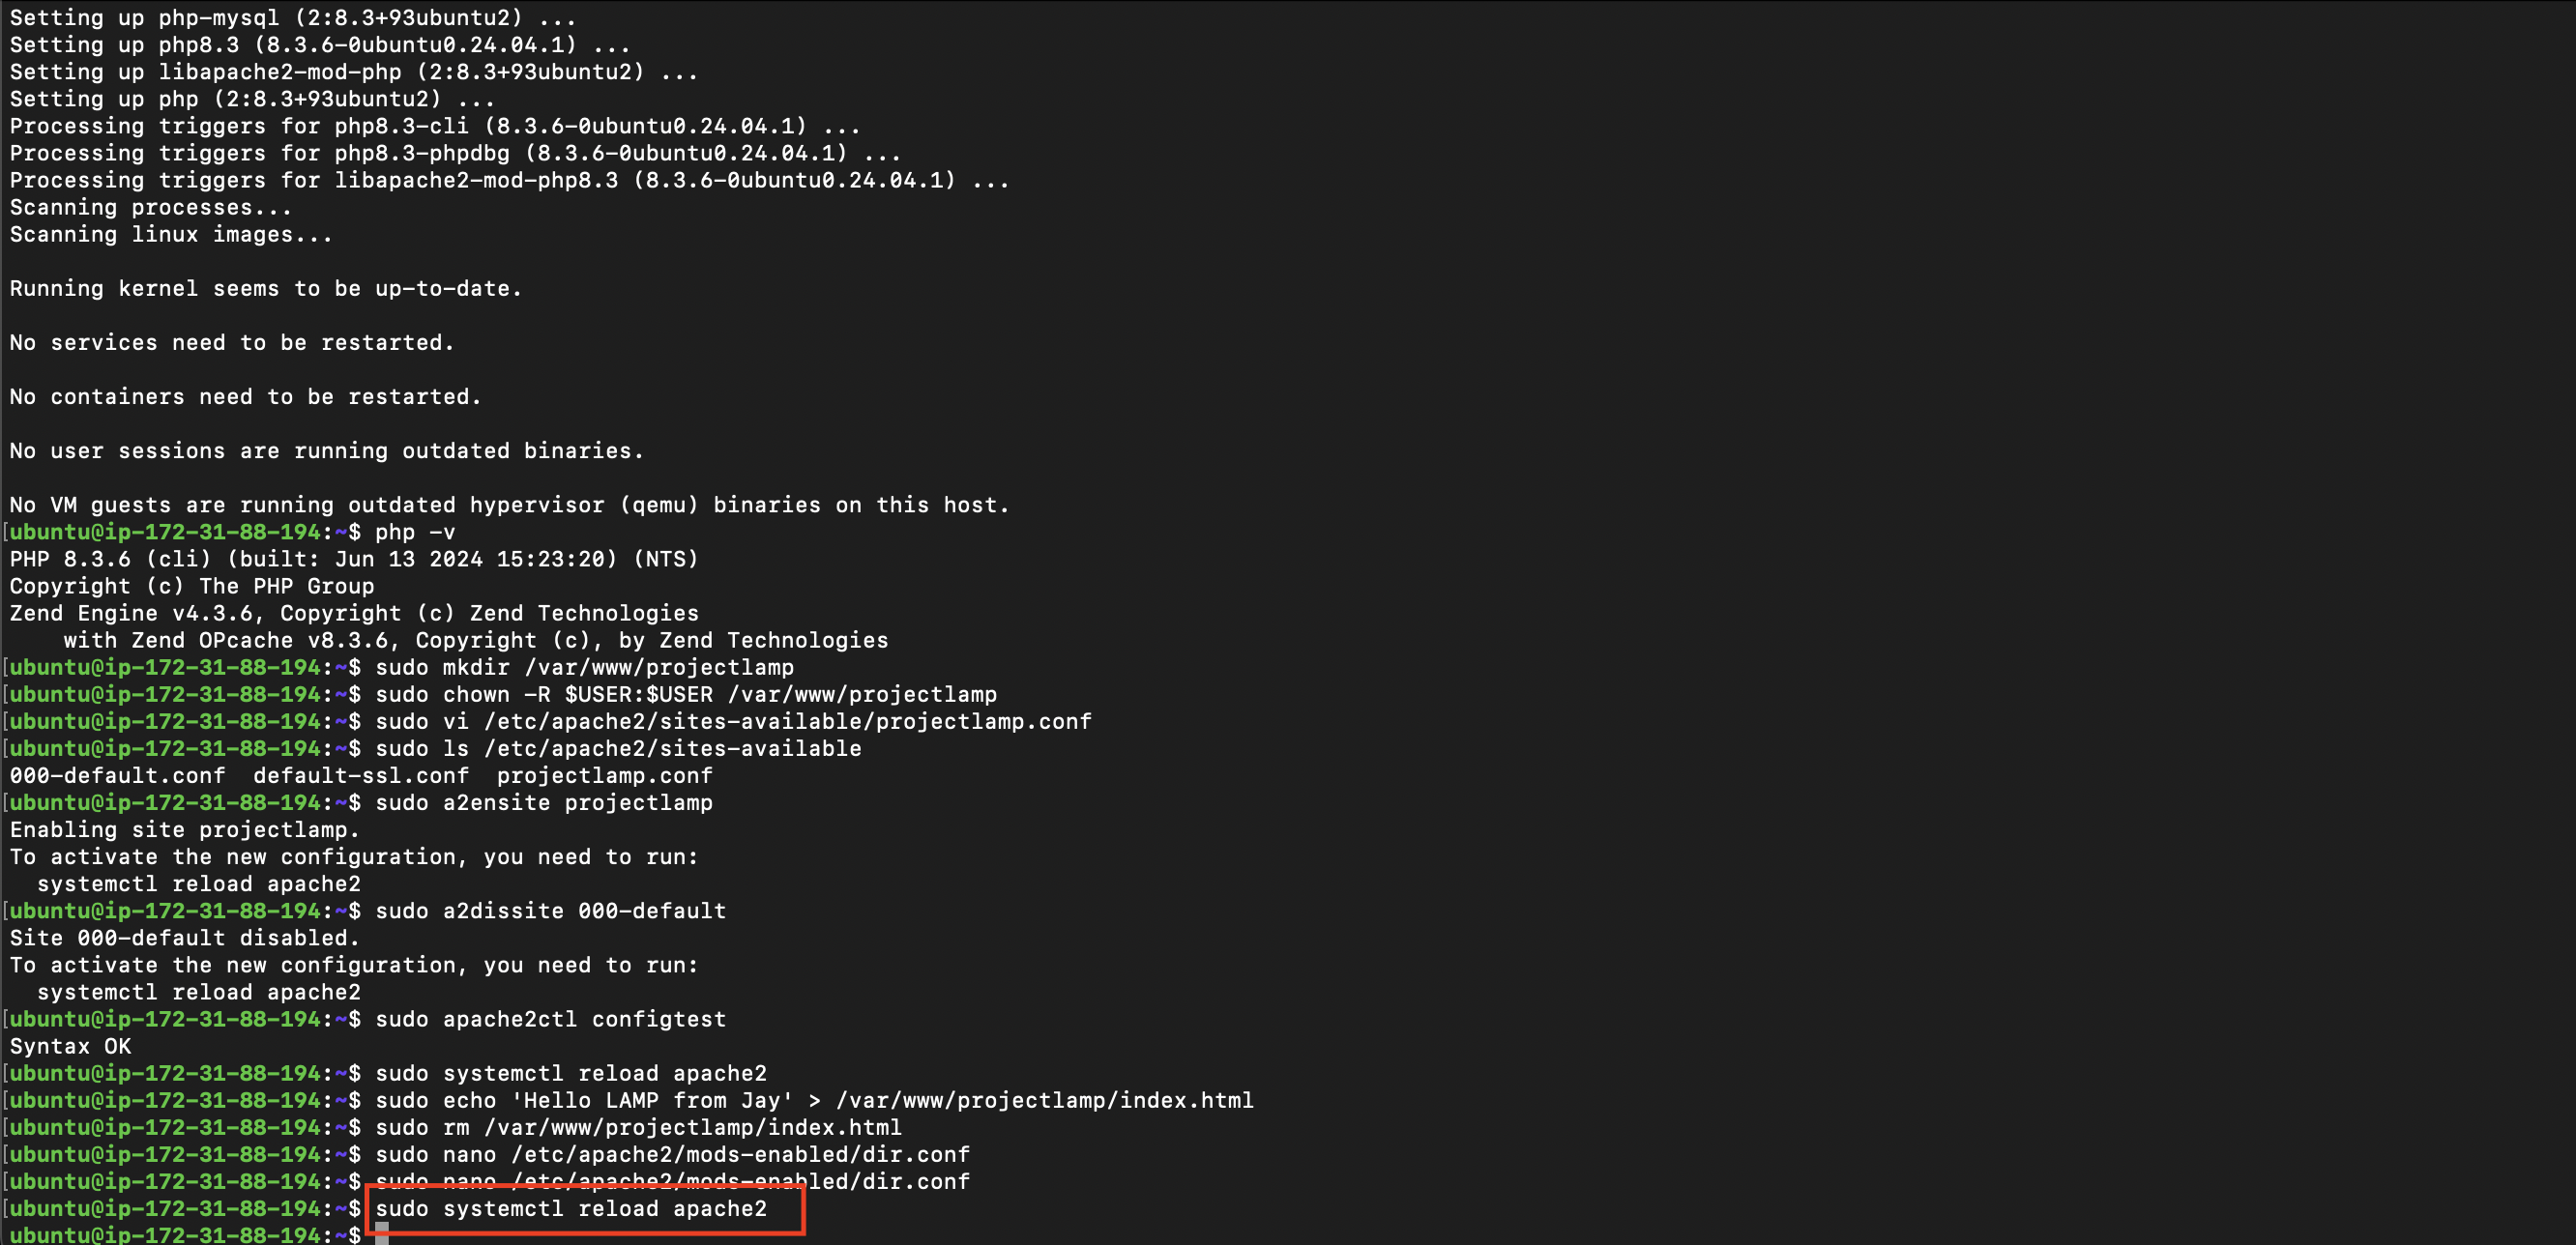 Setting up php-mysql (2:8.3+93ubuntu2) ...
Setting up php8.3 (8.3.6-0ubuntu0.24.04.1) ...
Setting up libapache2-mod-php (2:8.3+93ubuntu2) ...
Setting up php (2:8.3+93ubuntu2) ...
Processing triggers for php8.3-cli (8.3.6-0ubuntu0.24.04.1) ...
Processing triggers for php8.3-phpdbg (8.3.6-0ubuntu0.24.04.1) ...
Processing triggers for libapache2-mod-php8.3 (8.3.6-0ubuntu0.24.04.1) ...
Scanning processes...
Scanning linux images...
Running kernel seems to be up-to-date.
No services need to be restarted.
No containers need to be restarted.
No user sessions are running outdated binaries.
No VM guests are running outdated hypervisor (qemu) binaries on this host.
[ubuntu@ip-172-31-88-194:~$ php -v
PHP 8.3.6 (cli) (built: Jun 13 2024 15:23:20) (NTS)
Copyright (c) The PHP Group
Zend Engine v4.3.6, Copyright (c) Zend Technologies
    with Zend OPcache v8.3.6, Copyright (c), by Zend Technologies
[ubuntu@ip-172-31-88-194:~$ sudo mkdir /var/www/projectlamp
[ubuntu@ip-172-31-88-194:~$ sudo chown -R $USER:$USER /var/www/projectlamp
[ubuntu@ip-172-31-88-194:~$ sudo vi /etc/apache2/sites-available/projectlamp.conf
[ubuntu@ip-172-31-88-194:~$ sudo ls /etc/apache2/sites-available
000-default.conf  default-ssl.conf  projectlamp.conf
[ubuntu@ip-172-31-88-194:~$ sudo a2ensite projectlamp
Enabling site projectlamp.
To activate the new configuration, you need to run:
  systemctl reload apache2
[ubuntu@ip-172-31-88-194:~$ sudo a2dissite 000-default
Site 000-default disabled.
To activate the new configuration, you need to run:
  systemctl reload apache2
[ubuntu@ip-172-31-88-194:~$ sudo apache2ctl configtest
Syntax OK
[ubuntu@ip-172-31-88-194:~$ sudo systemctl reload apache2
[ubuntu@ip-172-31-88-194:~$ sudo echo 'Hello LAMP from Jay' > /var/www/projectlamp/index.html
[ubuntu@ip-172-31-88-194:~$ sudo rm /var/www/projectlamp/index.html
[ubuntu@ip-172-31-88-194:~$ sudo nano /etc/apache2/mods-enabled/dir.conf
[ubuntu@ip-172-31-88-194:~$ sudo nano /etc/apache2/mods-enabled/dir.conf
[ubuntu@ip-172-31-88-194:~$ sudo systemctl reload apache2
ubuntu@ip-172-31-88-194:~$